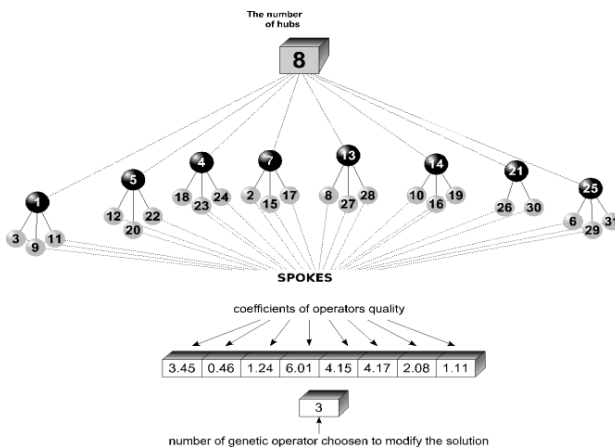 The number
of hubs
8
1 5 4 7 13 14 21 25
3 9 11 12 20 22 18 23 24 2 15 17 8 27 28 10 16 19 26 30 6 29 31
SPOKES
coefficients of operators quality
3.45 0.46 1.24 6.01 4.15 4.17 2.08 1.11
3
number of genetic operator choosen to modify the solution